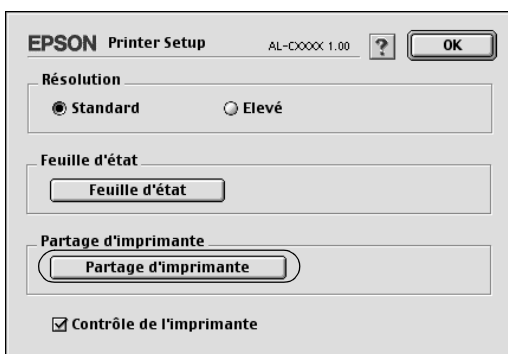 EPSON Printer Setup AL-CXXXX 1.00 ? OK
Résolution
Standard Elevé
Feuille d'état
Feuille d'état
Partage d'imprimante
Partage d'imprimante
Contrôle de l'imprimante